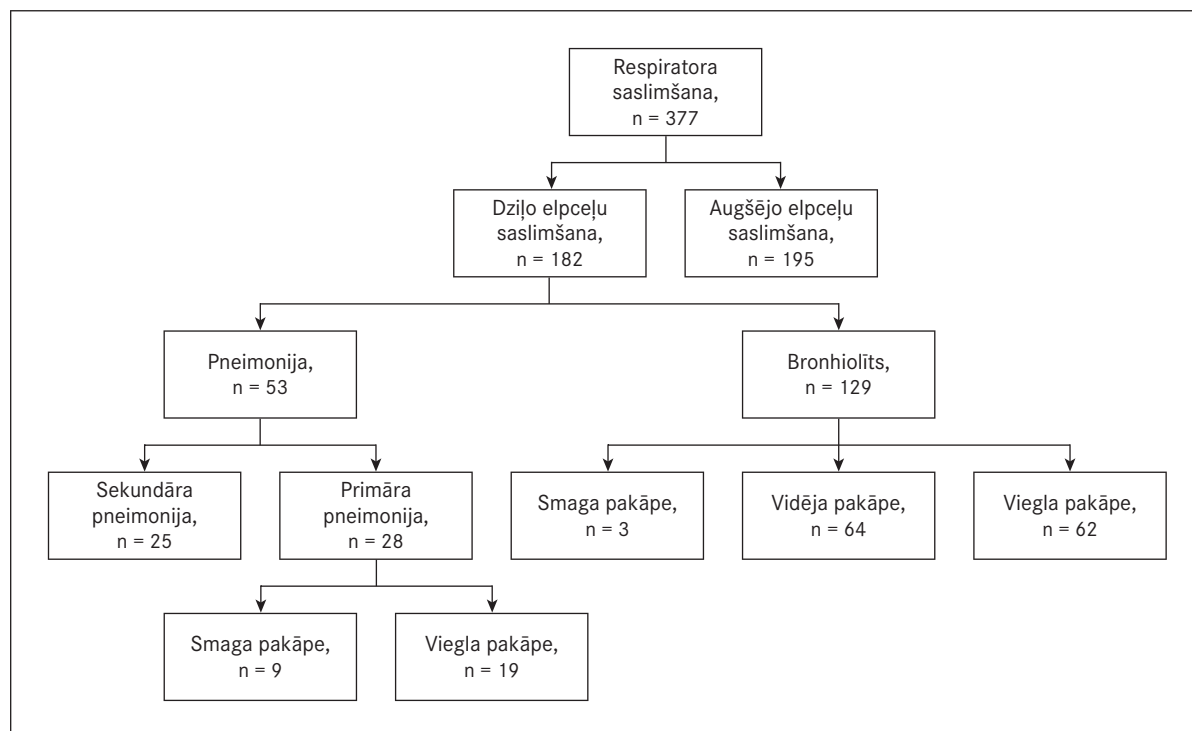 Respiratora
saslimšana,
n = 377
Dziļo elpceļu
saslimšana,
n = 182
Augšējo elpceļu
saslimšana,
n = 195
Pneimonija,
n = 53
Bronhiolīts,
n = 129
Sekundāra
pneimonija,
n = 25
Primāra
pneimonija,
n = 28
Smaga pakāpe,
n = 3
Vidēja pakāpe,
n = 64
Viegla pakāpe,
n = 62
Smaga pakāpe,
n = 9
Viegla pakāpe,
n = 19